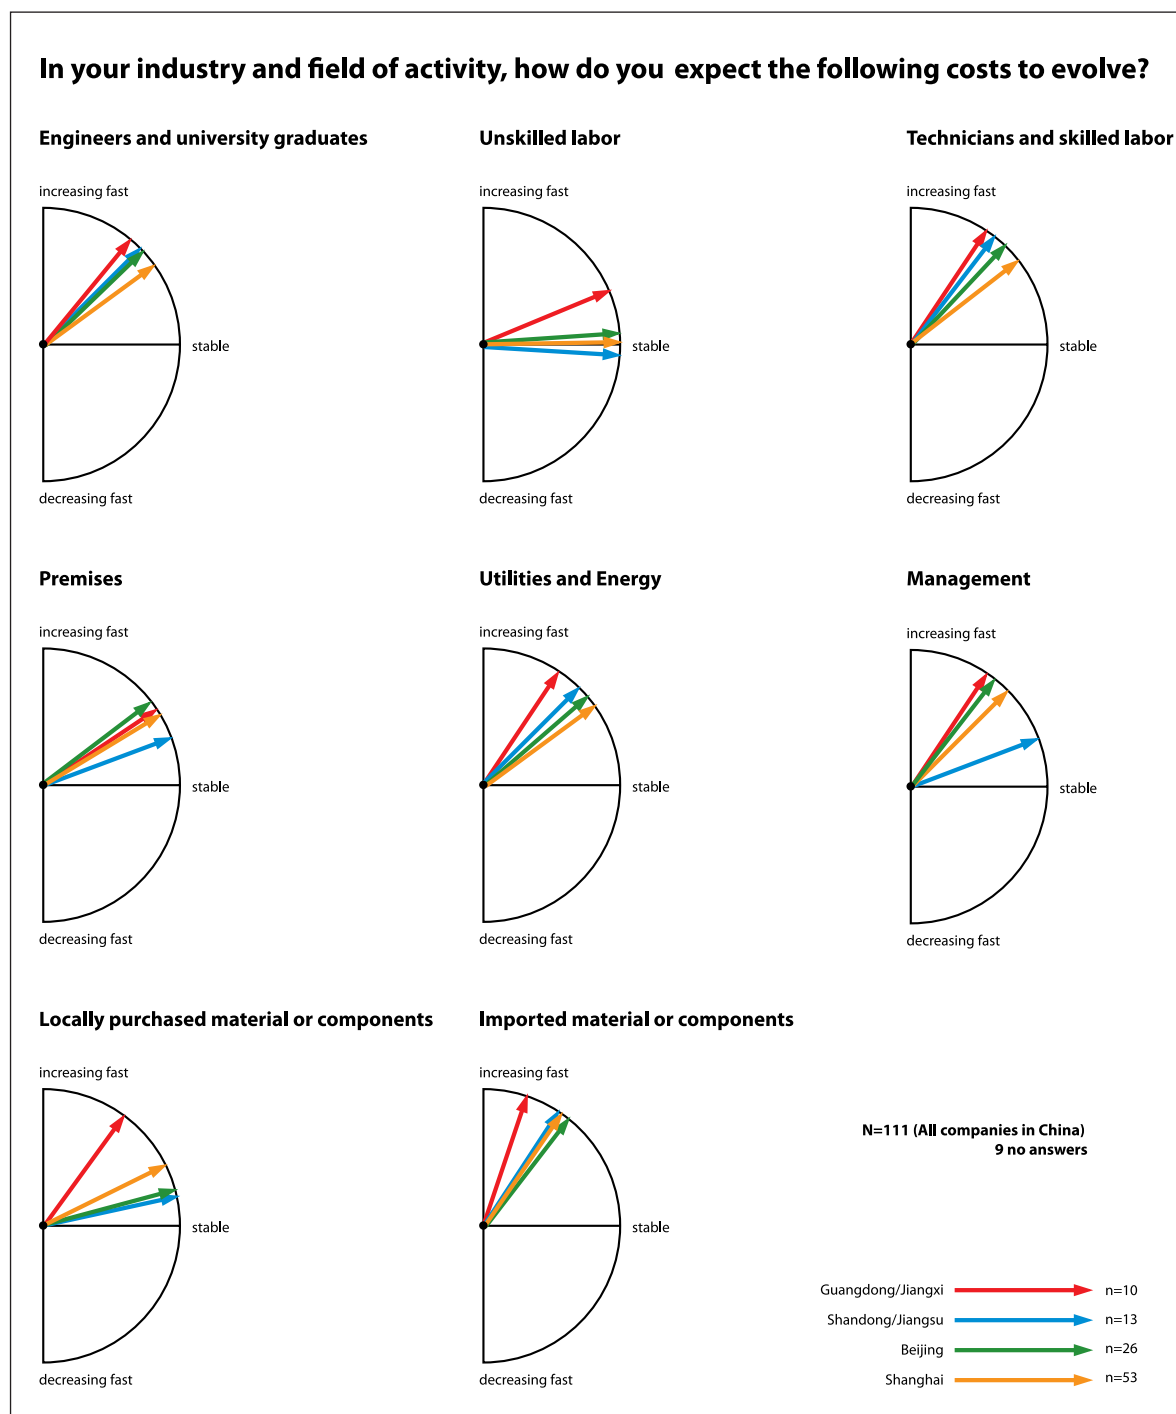 In your industry and field of activity, how do you expect the following costs to evolve?
Engineers and university graduates
increasing fast
stable
decreasing fast
Unskilled labor
increasing fast
stable
decreasing fast
Technicians and skilled labor
increasing fast
stable
decreasing fast
Premises
increasing fast
stable
decreasing fast
Utilities and Energy
increasing fast
stable
decreasing fast
Management
increasing fast
stable
decreasing fast
Locally purchased material or components
increasing fast
stable
decreasing fast
Imported material or components
increasing fast
stable
decreasing fast
N=111 (All companies in China)
9 no answers
Guangdong/Jiangxi n=10
Shandong/Jiangsu n=13
Beijing n=26
Shanghai n=53